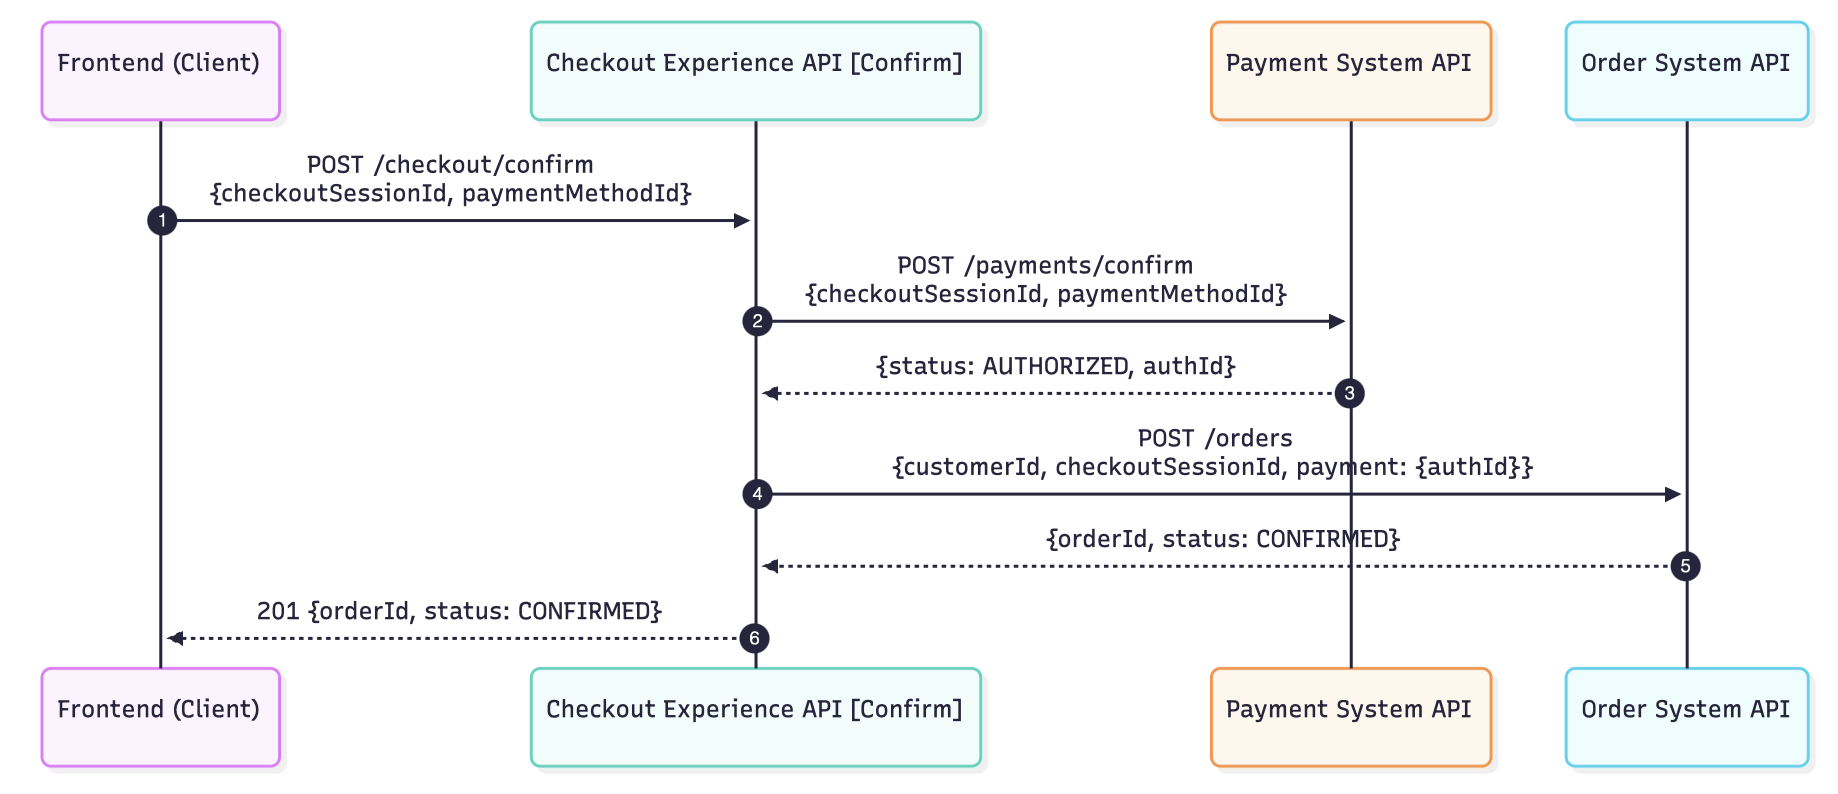 Frontend (Client)
Checkout Experience API [Confirm]
Payment System API
Order System API
POST /checkout/confirm
{checkoutSessionId, paymentMethodId}
1
POST /payments/confirm
{checkoutSessionId, paymentMethodId}
2
{status: AUTHORIZED, authId}
3
POST /orders
{customerId, checkoutSessionId, payment: {authId}}
4
{orderId, status: CONFIRMED}
5
201 {orderId, status: CONFIRMED}
6
Frontend (Client)
Checkout Experience API [Confirm]
Payment System API
Order System API